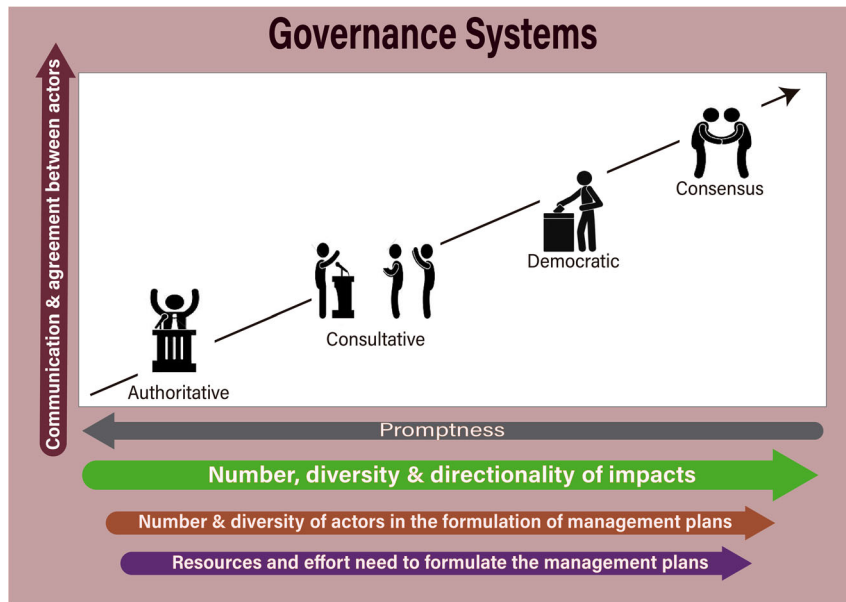 Governance Systems
Communication & agreement between actors
Consensus
Democratic
Consultative
Authoritative
Promptness
Number, diversity & directionality of impacts
Number & diversity of actors in the formulation of management plans
Resources and effort need to formulate the management plans